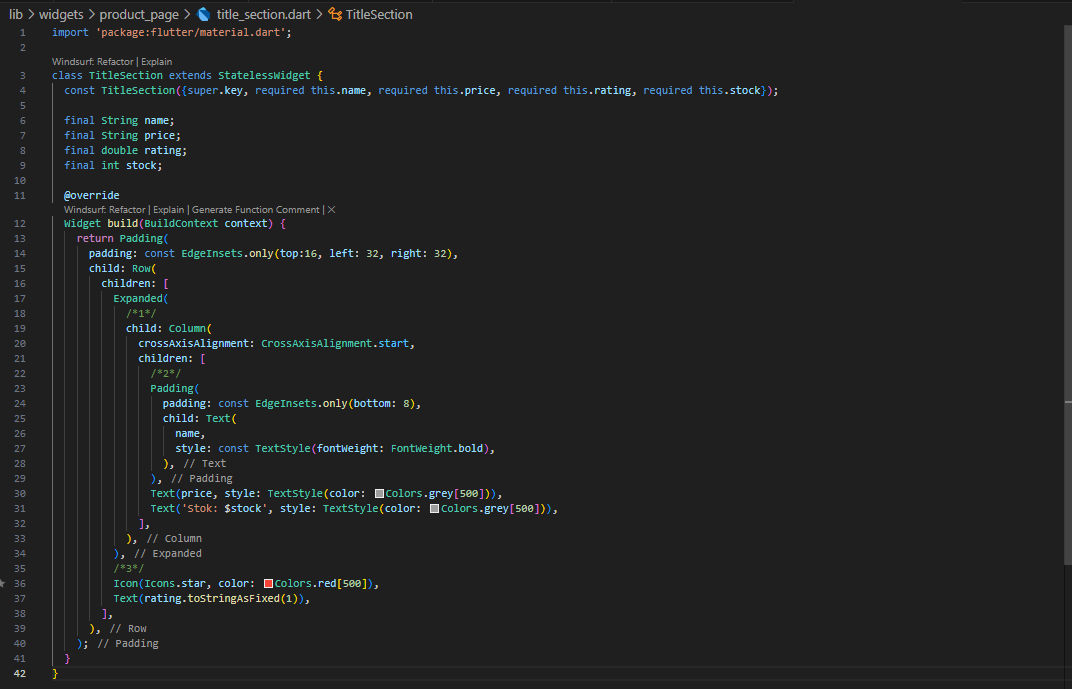 lib > widgets > product_page > title_section.dart > TitleSection
1 import 'package:flutter/material.dart';
2
Windsurf: Refactor | Explain
3 class TitleSection extends StatelessWidget {
4   const TitleSection({super.key, required this.name, required this.price, required this.rating, required this.stock});
5
6   final String name;
7   final String price;
8   final double rating;
9   final int stock;
10
11   @override
Windsurf: Refactor | Explain | Generate Function Comment | ×
12   Widget build(BuildContext context) {
13     return Padding(
14       padding: const EdgeInsets.only(top:16, left: 32, right: 32),
15       child: Row(
16         children: [
17           Expanded(
18             /*1*/
19             child: Column(
20               crossAxisAlignment: CrossAxisAlignment.start,
21               children: [
22                 /*2*/
23                 Padding(
24                   padding: const EdgeInsets.only(bottom: 8),
25                   child: Text(
26                     name,
27                     style: const TextStyle(fontWeight: FontWeight.bold),
28                   ), // Text
29                 ), // Padding
30                 Text(price, style: TextStyle(color: Colors.grey[500])),
31                 Text('Stok: $stock', style: TextStyle(color: Colors.grey[500])),
32               ],
33             ), // Column
34           ), // Expanded
35           /*3*/
36           Icon(Icons.star, color: Colors.red[500]),
37           Text(rating.toStringAsFixed(1)),
38         ],
39       ), // Row
40     ); // Padding
41   }
42 }